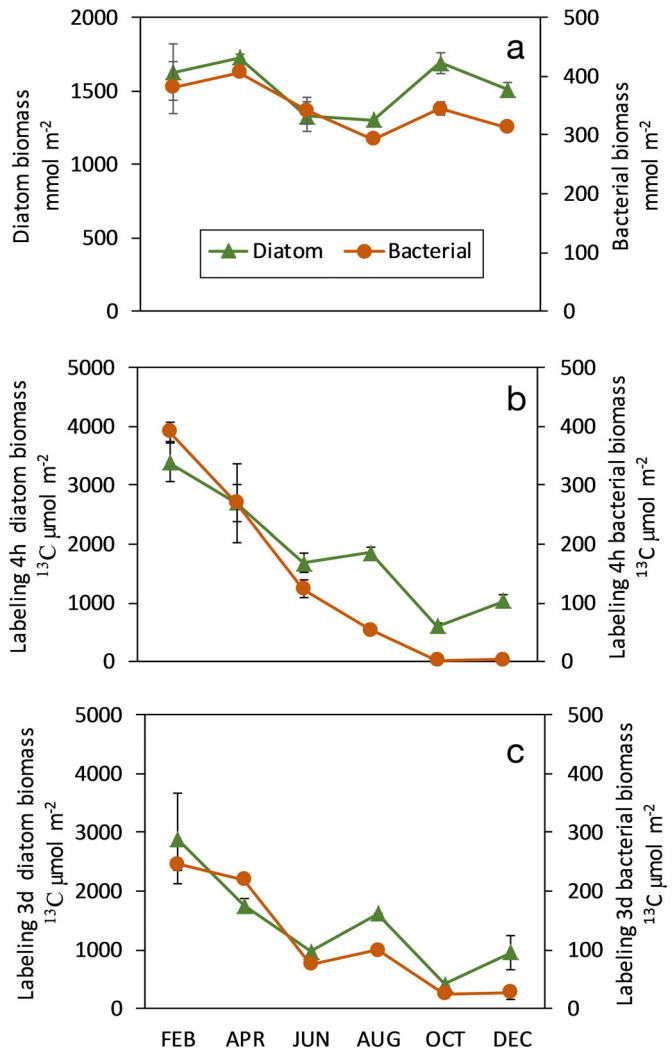 a
Diatom biomass
mmol m-2
2000
1500
1000
500
0
500
400
300
200
100
0
Bacterial biomass
mmol m-2
Diatom Bacterial
b
Labeling 4h diatom biomass
13C µmol m-2
5000
4000
3000
2000
1000
0
500
400
300
200
100
0
Labeling 4h bacterial biomass
13C µmol m-2
c
Labeling 3d diatom biomass
13C µmol m-2
5000
4000
3000
2000
1000
0
500
400
300
200
100
0
Labeling 3d bacterial biomass
13C µmol m-2
FEB APR JUN AUG OCT DEC